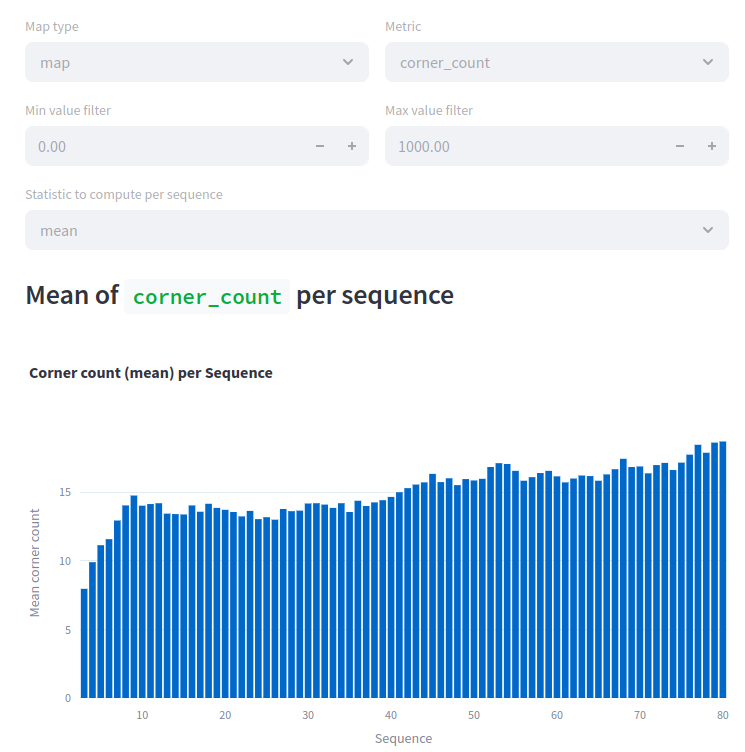 Map type Metric
map corner_count
Min value filter Max value filter
0.00 1000.00
Statistic to compute per sequence
mean
Mean of corner_count per sequence
Corner count (mean) per Sequence
Mean corner count
15
10
5
0
10 20 30 40 50 60 70 80
Sequence